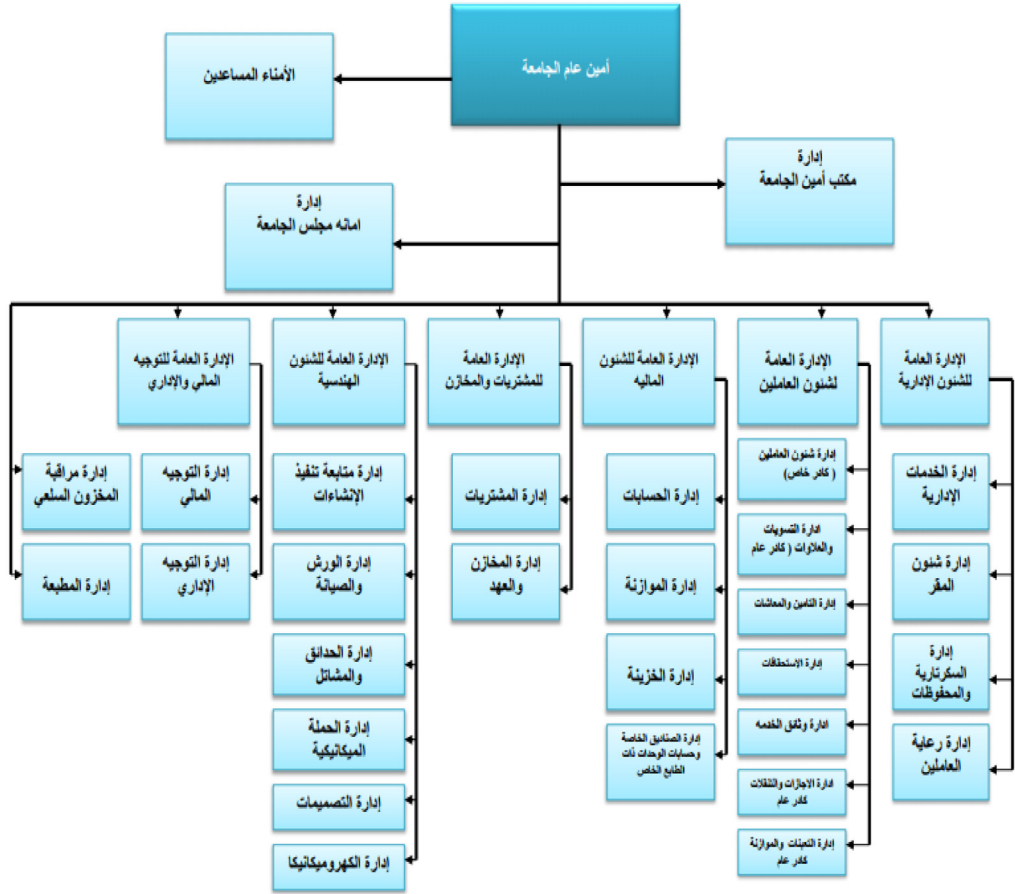 أمين عام الجامعة
الأمناء المساعدين
إدارة
مكتب أمين الجامعة
إدارة
امانه مجلس الجامعة
الإدارة العامة
للشئون الإدارية
الإدارة العامة
لشئون العاملين
الإدارة العامة للشئون
الماليه
الإدارة العامة
للمشتريات والمخازن
الإدارة العامة للشئون
الهندسية
الإدارة العامة للتوجيه
المالي والإداري
إدارة الخدمات
الإدارية
إدارة شئون
المقر
إدارة
السكرتارية
والمحفوظات
إدارة رعاية
العاملين
إدارة شئون العاملين
( كادر خاص)
ادارة التسويات
والعلاوات ( كادر عام
إدارة التامين والمعاشات
إدارة الاستحقاقات
ادارة وثائق الخدمه
ادارة الاجازات والتنقلات
كادر عام
إدارة التعينات والموازنة
كادر عام
إدارة الحسابات
إدارة الموازنة
إدارة الخزينة
إدارة الصناديق الخاصة
وحسابات الوحدات ذات
الطابع الخاص
إدارة المشتريات
إدارة المخازن
والعهد
إدارة متابعة تنفيذ
الإنشاءات
إدارة الورش
والصيانة
إدارة الحدائق
والمشاتل
إدارة الحملة
الميكانيكية
إدارة التصميمات
إدارة الكهروميكانيكا
إدارة التوجيه
المالي
إدارة التوجيه
الإداري
إدارة مراقبة
المخزون السلعي
إدارة المطبعة